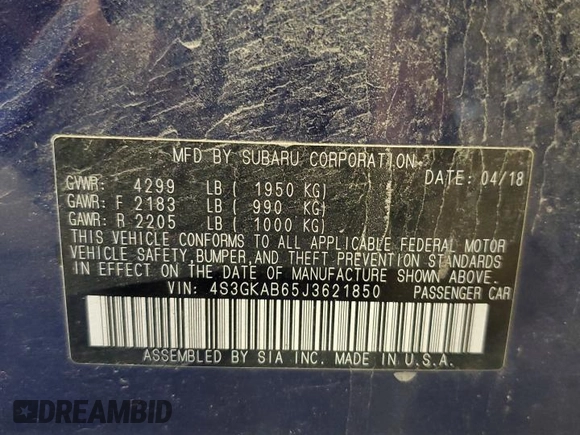 MFD BY SUBARU CORPORATION
DATE: 04/18
GVWR: 4299 LB ( 1950 KG)
GAWR: F 2183 LB ( 990 KG)
GAWR: R 2205 LB ( 1000 KG)
THIS VEHICLE CONFORMS TO ALL APPLICABLE FEDERAL MOTOR
VEHICLE SAFETY, BUMPER, AND THEFT PREVENTION STANDARDS
IN EFFECT ON THE DATE OF MANUFACTURE SHOWN ABOVE.
VIN: 4S3GKAB65J3621850 PASSENGER CAR
ASSEMBLED BY SIA INC. MADE IN U.S.A.
DREAMBID